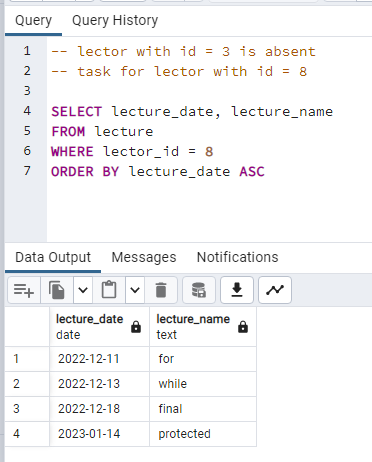 Query Query History
1 -- lector with id = 3 is absent
2 -- task for lector with id = 8
3
4 SELECT lecture_date, lecture_name
5 FROM lecture
6 WHERE lector_id = 8
7 ORDER BY lecture_date ASC
Data Output Messages Notifications
lecture_date lecture_name
date text
1 2022-12-11 for
2 2022-12-13 while
3 2022-12-18 final
4 2023-01-14 protected